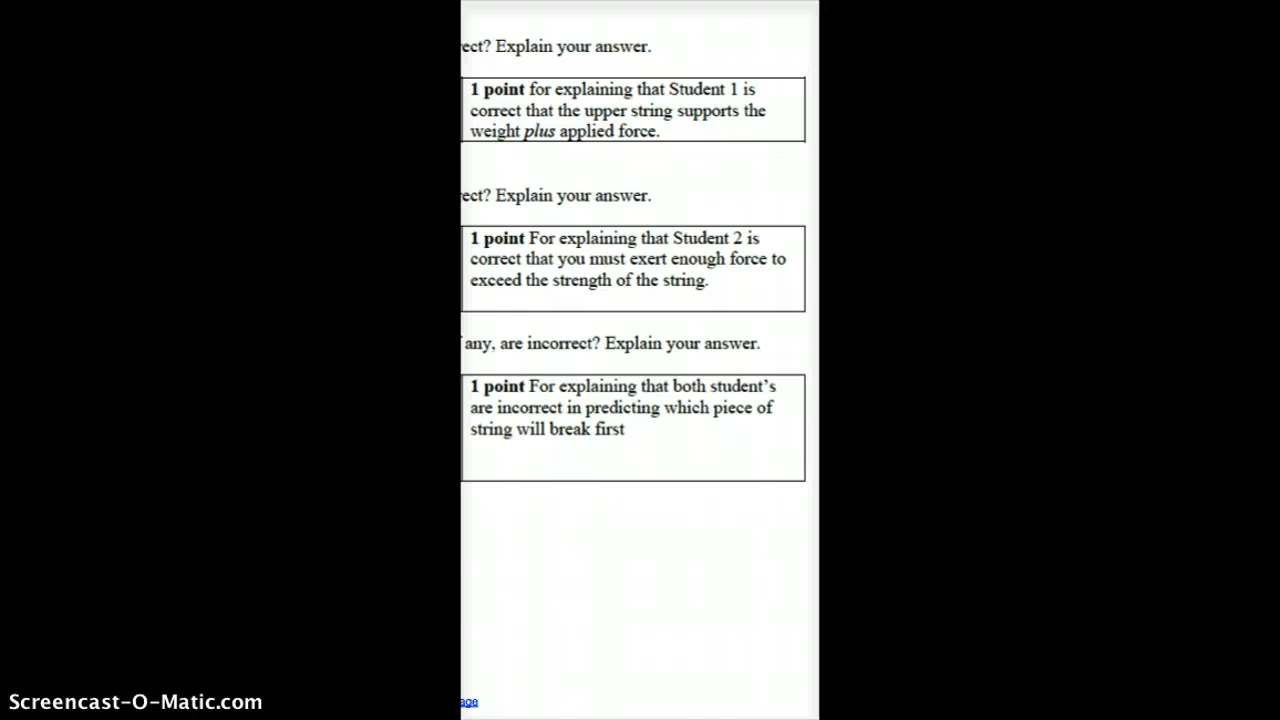 ect? Explain your answer.
1 point for explaining that Student 1 is
correct that the upper string supports the
weight plus applied force.
ect? Explain your answer.
1 point For explaining that Student 2 is
correct that you must exert enough force to
exceed the strength of the string.
any, are incorrect? Explain your answer.
1 point For explaining that both student's
are incorrect in predicting which piece of
string will break first
age
Screencast-O-Matic.com